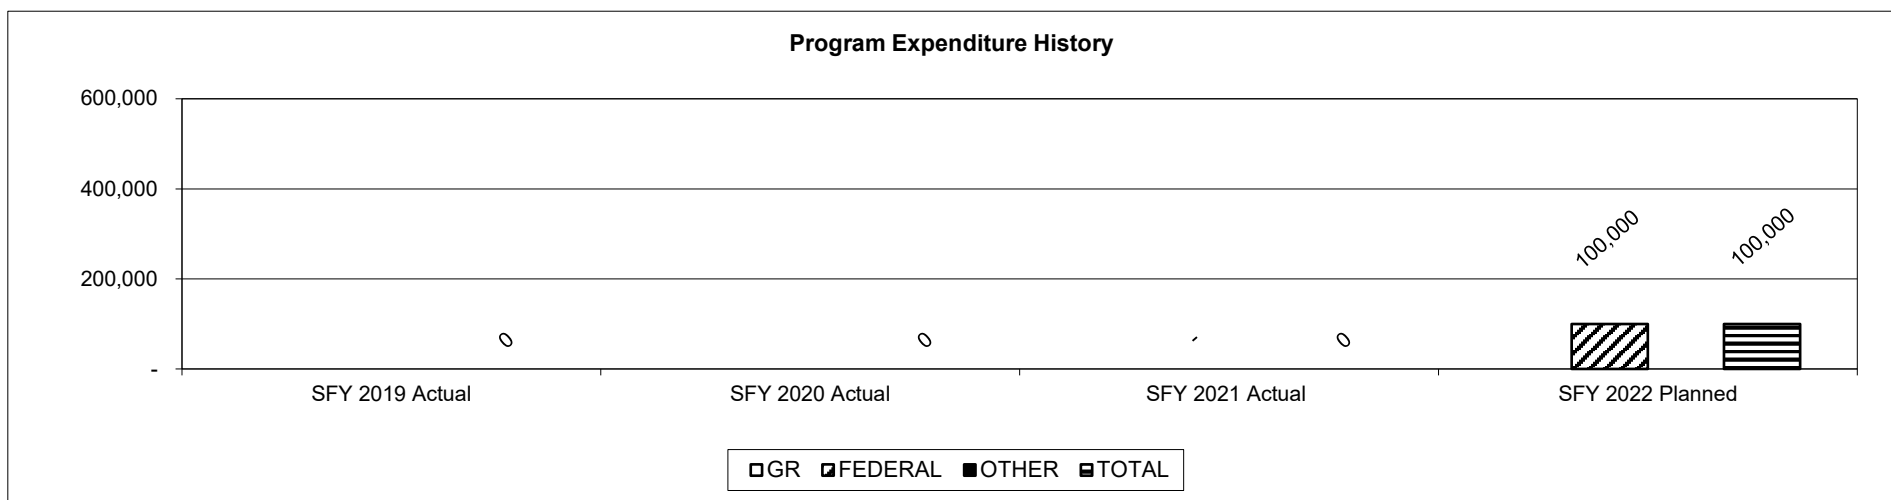 Program Expenditure History
600,000
400,000
200,000
-
100,000
100,000
0
0
-
0
SFY 2019 Actual
SFY 2020 Actual
SFY 2021 Actual
SFY 2022 Planned
GR FEDERAL OTHER TOTAL